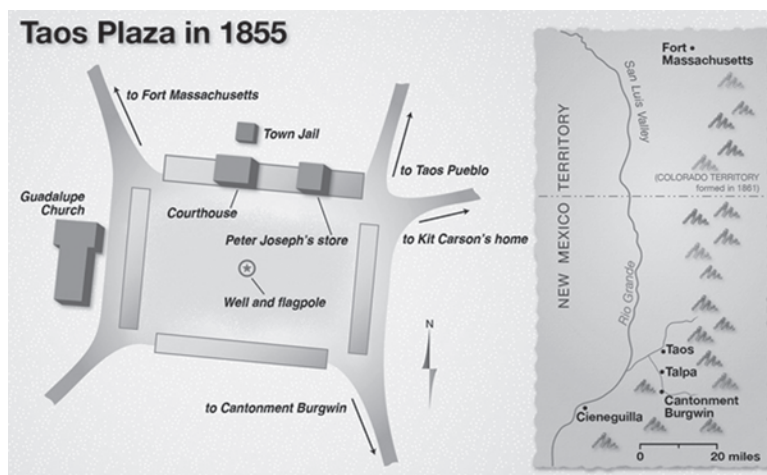 Taos Plaza in 1855
to Fort Massachusetts
Town Jail
to Taos Pueblo
Guadalupe
Church
Courthouse
Peter Joseph's store
to Kit Carson's home
Well and flagpole
N
to Cantonment Burgwin
Fort
Massachusetts
San Luis Valley
NEW MEXICO TERRITORY
(COLORADO TERRITORY
formed in 1861)
Rio Grande
Taos
Talpa
Cantonment
Burgwin
Cieneguilla
0 20 miles